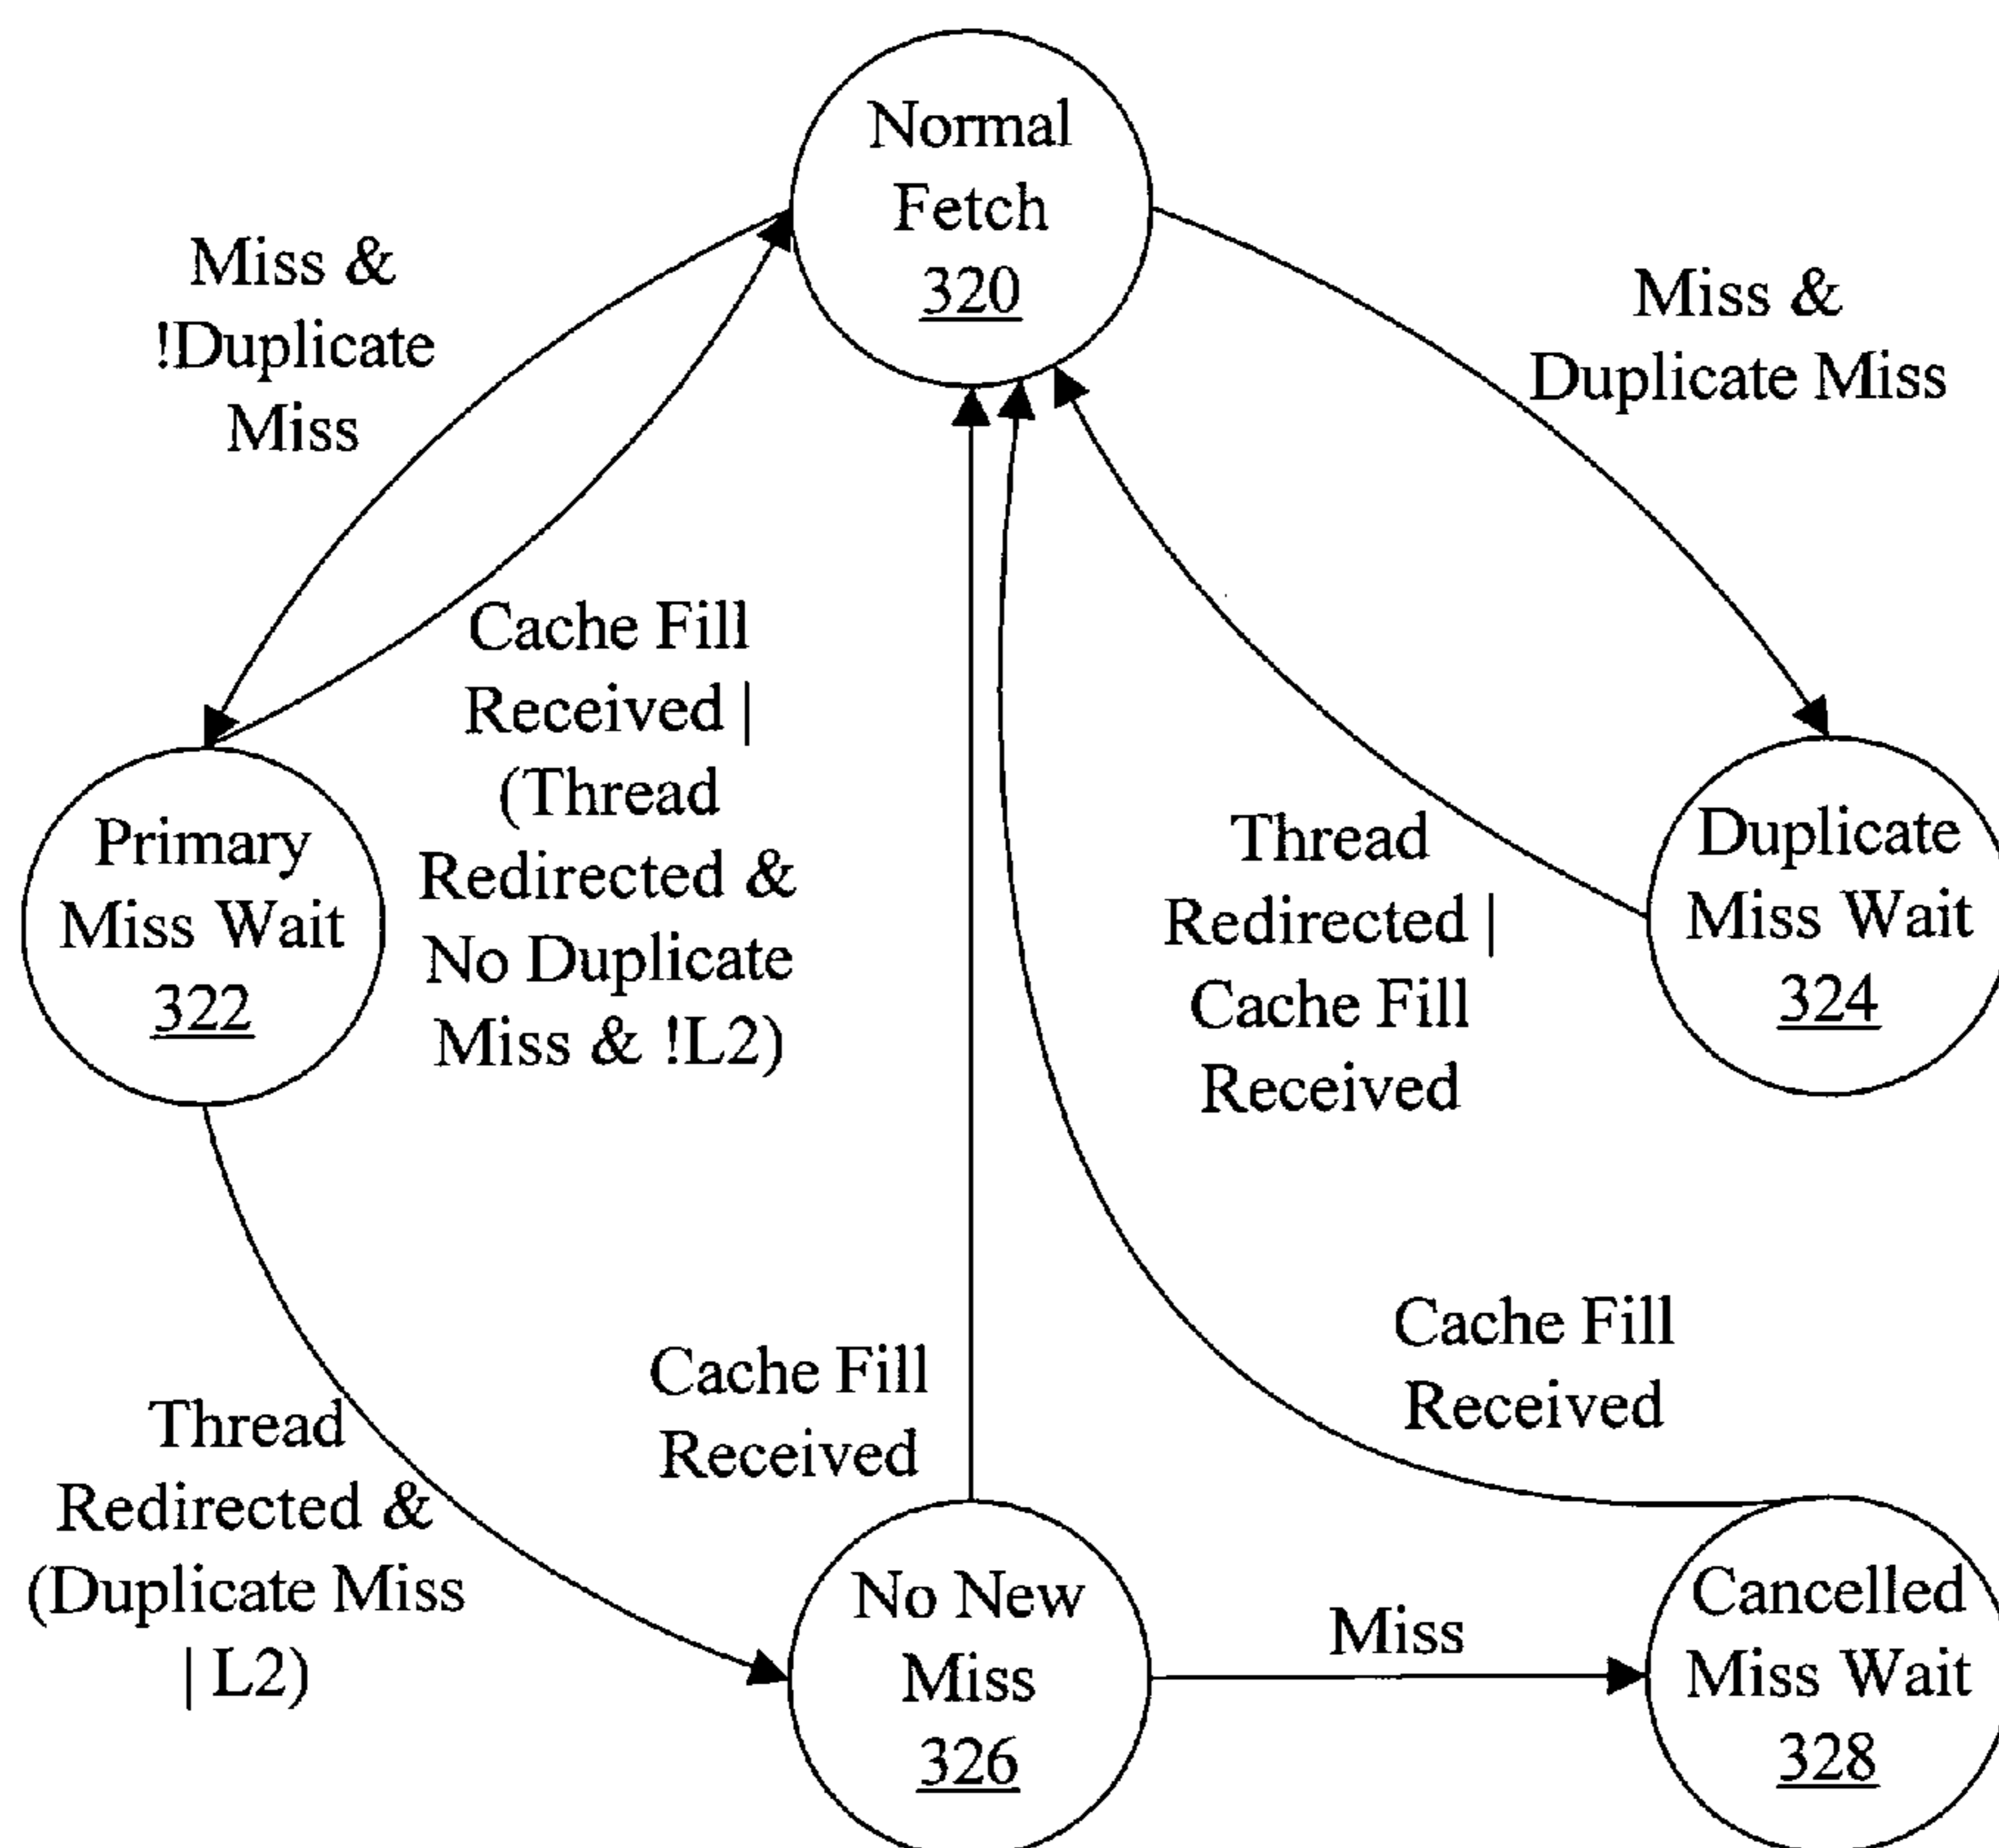 Normal
Fetch
320
Miss &
!Duplicate
Miss
Miss &
Duplicate Miss
Cache Fill
Received |
(Thread
Redirected &
No Duplicate
Miss & !L2)
Primary
Miss Wait
322
Thread
Redirected |
Cache Fill
Received
Duplicate
Miss Wait
324
Thread
Redirected &
(Duplicate Miss
| L2)
Cache Fill
Received
Cache Fill
Received
No New
Miss
326
Miss
Cancelled
Miss Wait
328